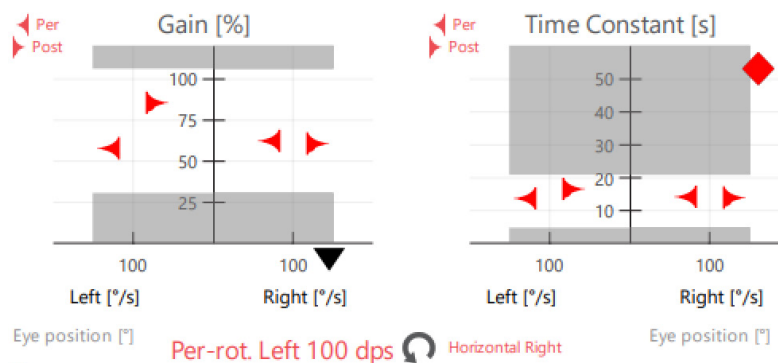 Per
Post
Gain [%]
100
75
50
25
100
100
Left [°/s]
Right [°/s]
Per
Post
Time Constant [s]
50
40
30
20
10
100
100
Left [°/s]
Right [°/s]
Eye position [°]
Per-rot. Left 100 dps
Horizontal Right
Eye position [°]